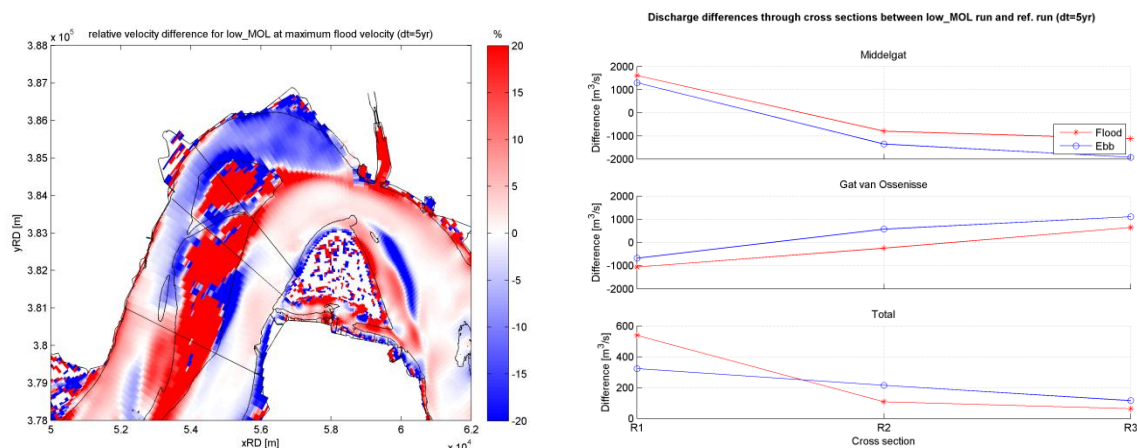 relative velocity difference for low_MOL at maximum flood velocity (dt=5yr)
x 10^5
%
3.88
3.87
3.86
3.85
3.84
3.83
3.82
3.81
3.8
3.79
3.78
yRD [m]
5
5.2
5.4
5.6
5.8
6
6.2
xRD [m]
x 10^4
20
15
10
5
0
-5
-10
-15
-20
Discharge differences through cross sections between low_MOL run and ref. run (dt=5yr)
Middelgat
Difference [m³/s]
2000
1000
0
-1000
-2000
Flood
Ebb
Gat van Ossenisse
Difference [m³/s]
2000
1000
0
-1000
-2000
Total
Difference [m³/s]
600
400
200
0
R1
R2
R3
Cross section